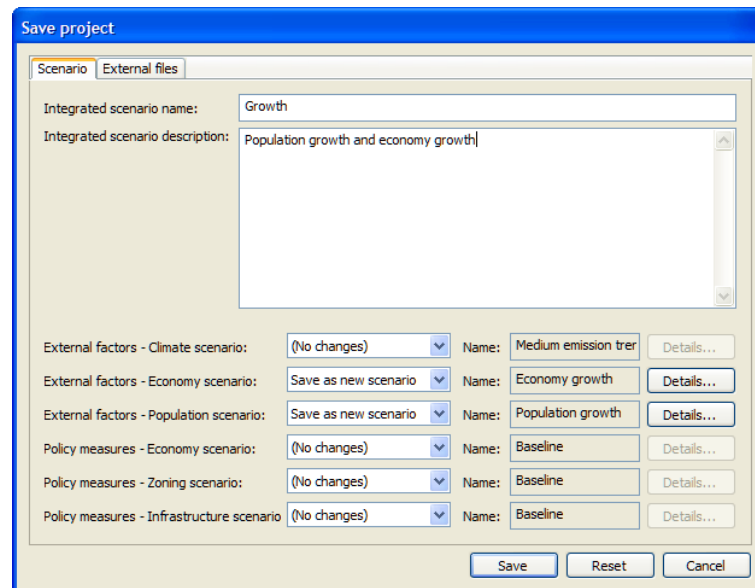 Save project
Scenario External files
Integrated scenario name: Growth
Integrated scenario description: Population growth and economy growth
External factors - Climate scenario: (No changes) Name: Medium emission trer Details...
External factors - Economy scenario: Save as new scenario Name: Economy growth Details...
External factors - Population scenario: Save as new scenario Name: Population growth Details...
Policy measures - Economy scenario: (No changes) Name: Baseline Details...
Policy measures - Zoning scenario: (No changes) Name: Baseline Details...
Policy measures - Infrastructure scenario (No changes) Name: Baseline Details...
Save Reset Cancel